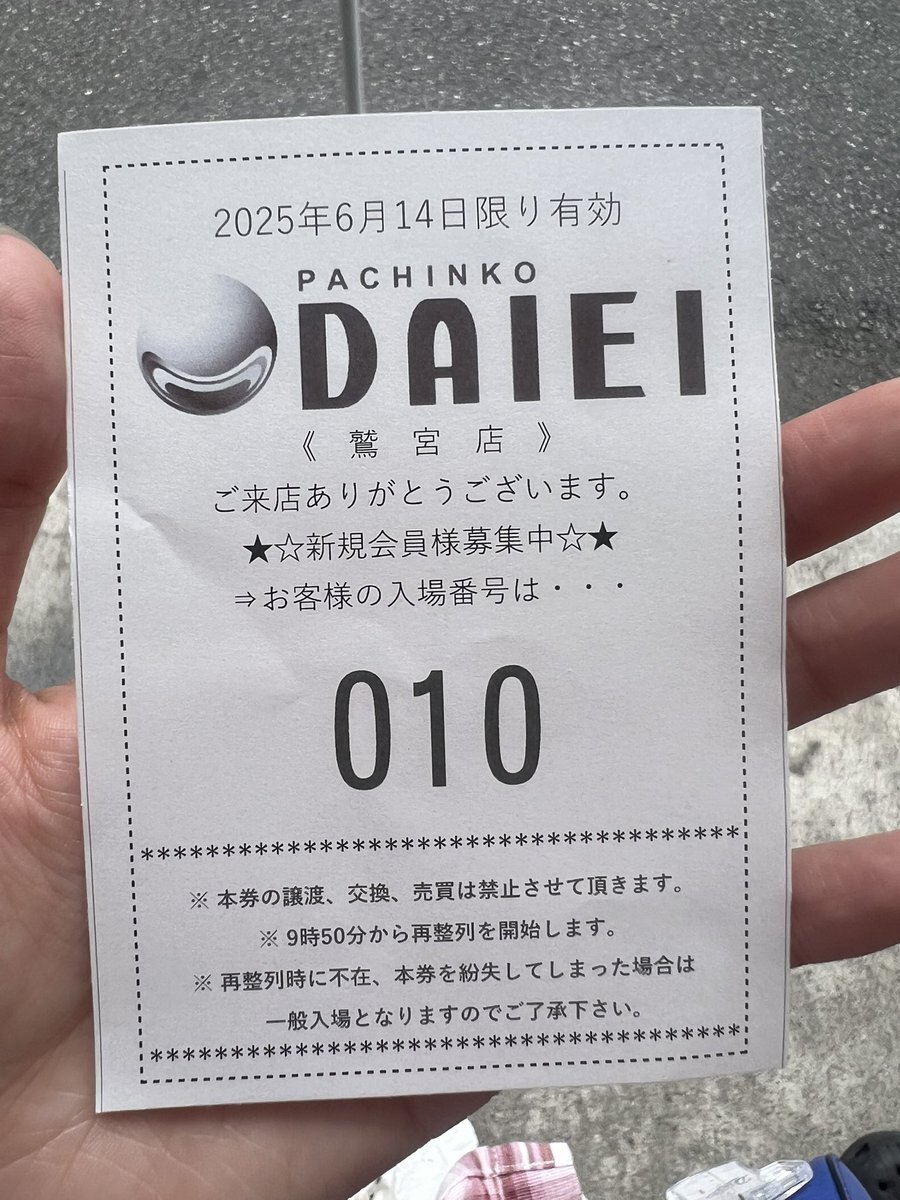 2025年6月14日限り有効
PACHINKO
DAIEI
《 鷲 宮 店 》
ご来店ありがとうございます。
★☆新規会員様募集中☆★
⇒お客様の入場番号は・・・
010
**************************************
※ 本券の譲渡、交換、売買は禁止させて頂きます。
※ 9時50分から再整列を開始します。
※ 再整列時に不在、本券を紛失してしまった場合は
一般入場となりますのでご了承下さい。
**************************************